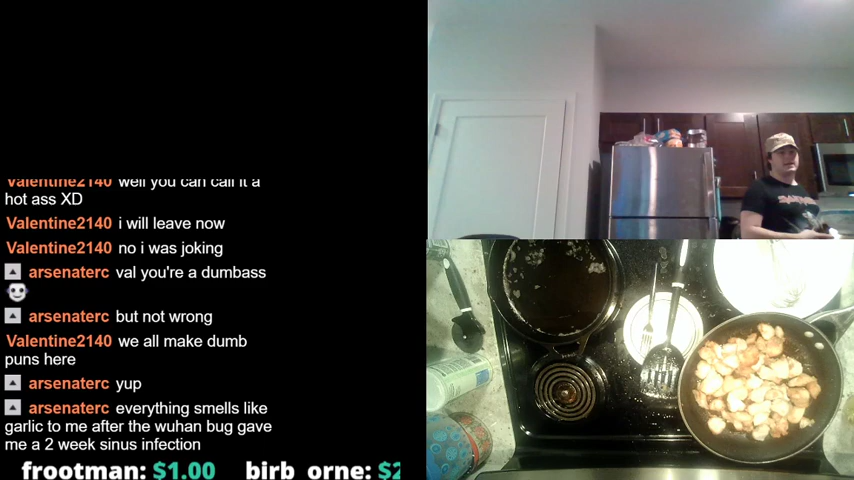 Valentine2140 well you can call it a
hot ass XD
Valentine2140 i will leave now
Valentine2140 no i was joking
arsenaterc val you're a dumbass
arsenaterc but not wrong
Valentine2140 we all make dumb
puns here
arsenaterc yup
arsenaterc everything smells like
garlic to me after the wuhan bug gave
me a 2 week sinus infection
frootman: $1.00 birb_orne: $2